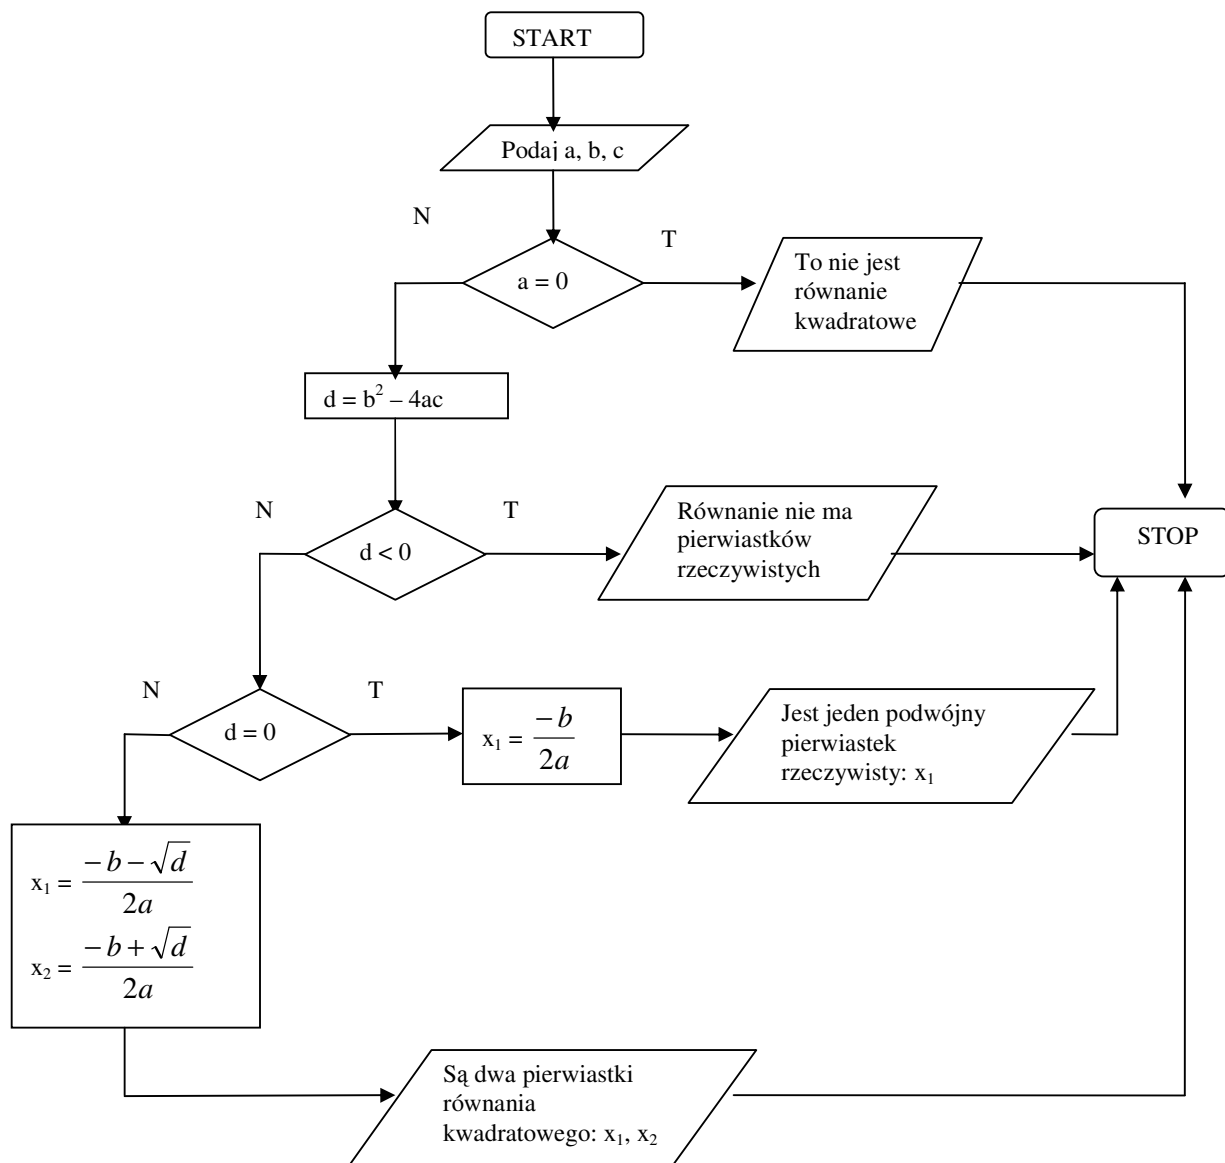 START
Podaj a, b, c
N
T
a = 0
To nie jest
równanie
kwadratowe
d = b² – 4ac
N
T
d < 0
Równanie nie ma
pierwiastków
rzeczywistych
STOP
N
T
d = 0
x₁ = -b / 2a
Jest jeden podwójny
pierwiastek
rzeczywisty: x₁
x₁ = (-b - √d) / 2a
x₂ = (-b + √d) / 2a
Są dwa pierwiastki
równania
kwadratowego: x₁, x₂